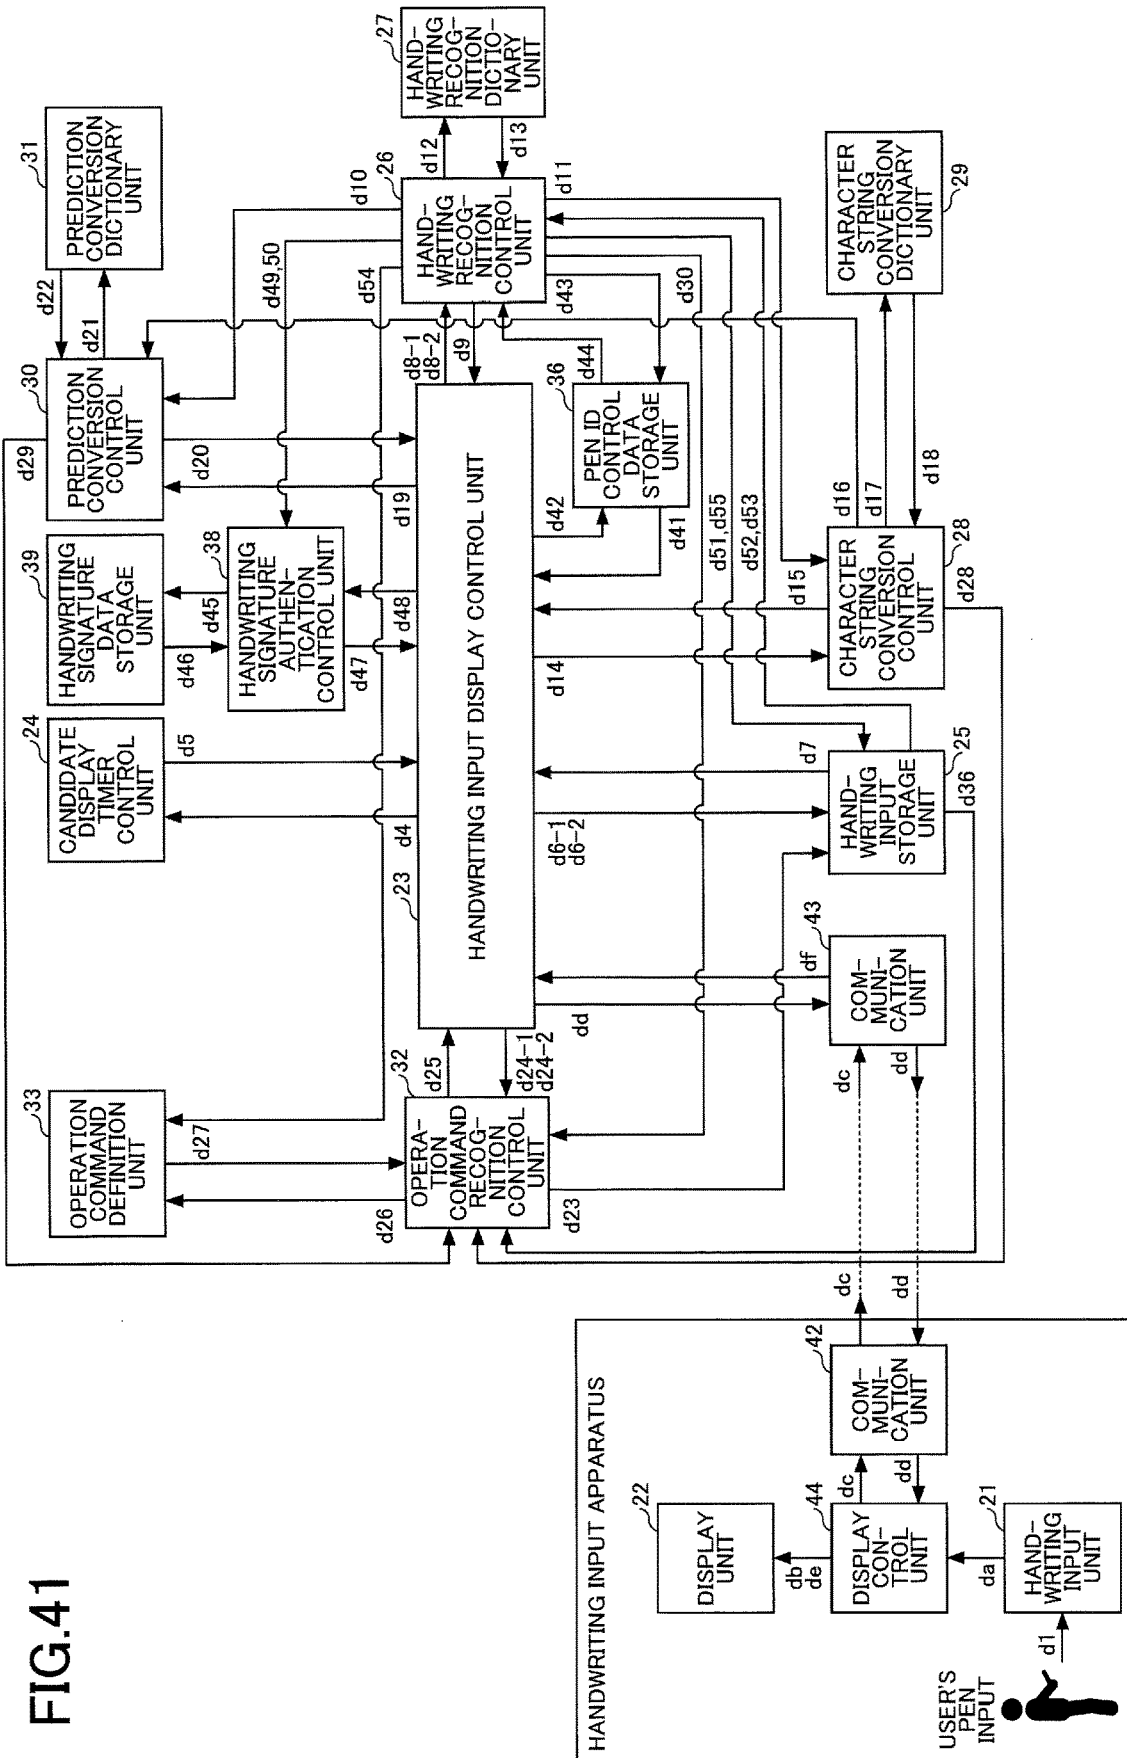 FIG.41
HANDWRITING INPUT APPARATUS
USER'S
PEN
INPUT
d1
21
HAND-
WRITING
INPUT
UNIT
da
44
DISPLAY
CON-
TROL
UNIT
db
de
22
DISPLAY
UNIT
dc
dd
42
COM-
MUNI-
CATION
UNIT
dc
dd
dc
dd
43
COM-
MUNI-
CATION
UNIT
dd
df
33
OPERATION
COMMAND
DEFINITION
UNIT
d26
d27
32
OPERA-
TION
COMMAND
RECOG-
NITION
CONTROL
UNIT
d23
d25
d24-1
d24-2
23
HANDWRITING INPUT DISPLAY CONTROL UNIT
24
CANDIDATE
DISPLAY
TIMER
CONTROL
UNIT
d4
d5
39
HANDWRITING
SIGNATURE
DATA
STORAGE
UNIT
d46
d45
38
HANDWRITING
SIGNATURE
AUTHEN-
TICATION
CONTROL UNIT
d47
d48
d29
30
PREDICTION
CONVERSION
CONTROL
UNIT
d19
d20
d22
d21
31
PREDICTION
CONVERSION
DICTIONARY
UNIT
d49,50
d54
d10
d8-1
d8-2
d9
26
HAND-
WRITING
RECOG-
NITION
CONTROL
UNIT
d12
d13
27
HAND-
WRITING
RECOG-
NITION
DICTIO-
NARY
UNIT
d11
d43
d30
d44
36
PEN ID
CONTROL
DATA
STORAGE
UNIT
d42
d41
d51,d55
d52,d53
d6-1
d6-2
d7
25
HAND-
WRITING
INPUT
STORAGE
UNIT
d36
d14
d15
28
CHARACTER
STRING
CONVERSION
CONTROL
UNIT
d28
d16
d17
d18
29
CHARACTER
STRING
CONVERSION
DICTIONARY
UNIT